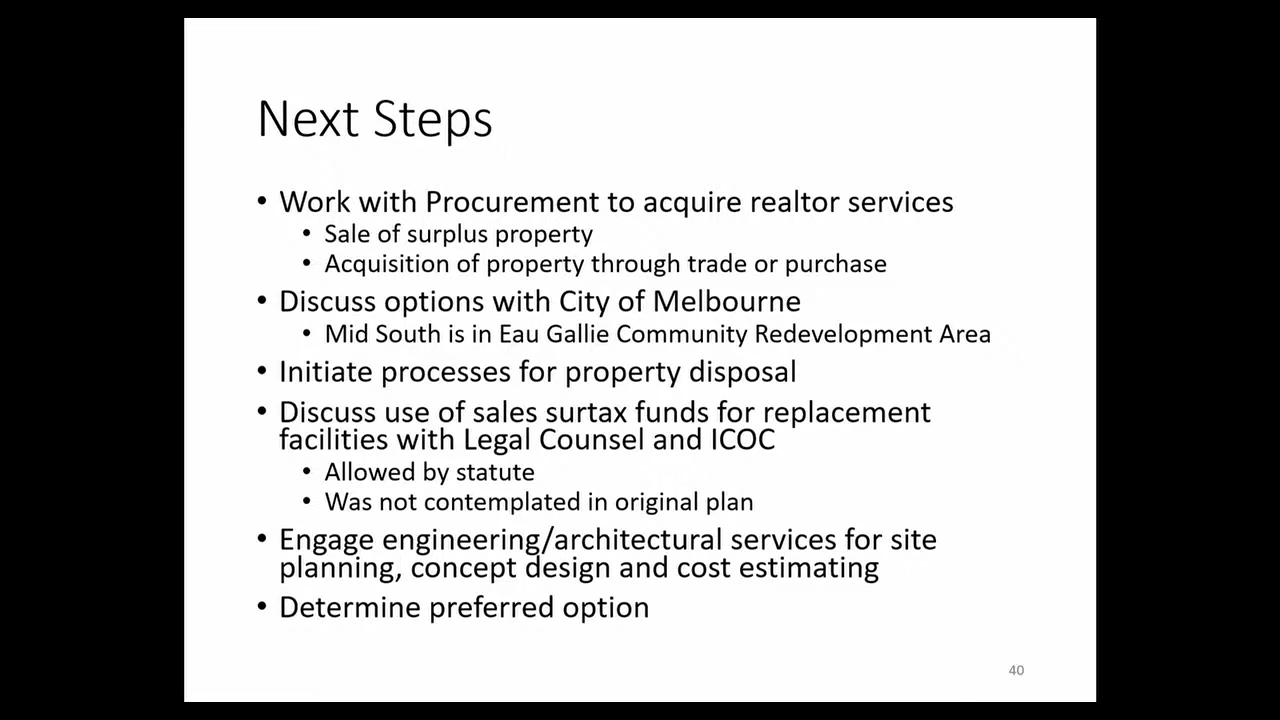 Next Steps
• Work with Procurement to acquire realtor services
• Sale of surplus property
• Acquisition of property through trade or purchase
• Discuss options with City of Melbourne
• Mid South is in Eau Gallie Community Redevelopment Area
• Initiate processes for property disposal
• Discuss use of sales surtax funds for replacement
facilities with Legal Counsel and ICOC
• Allowed by statute
• Was not contemplated in original plan
• Engage engineering/architectural services for site
planning, concept design and cost estimating
• Determine preferred option
40